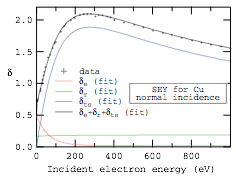 2.0
1.5
δ
1.0
0.5
0.0
+ data
δe (fit)
δr (fit)
δts (fit)
δe+δr+δts (fit)
SEY for Cu
normal incidence
0 200 400 600 800
Incident electron energy (eV)